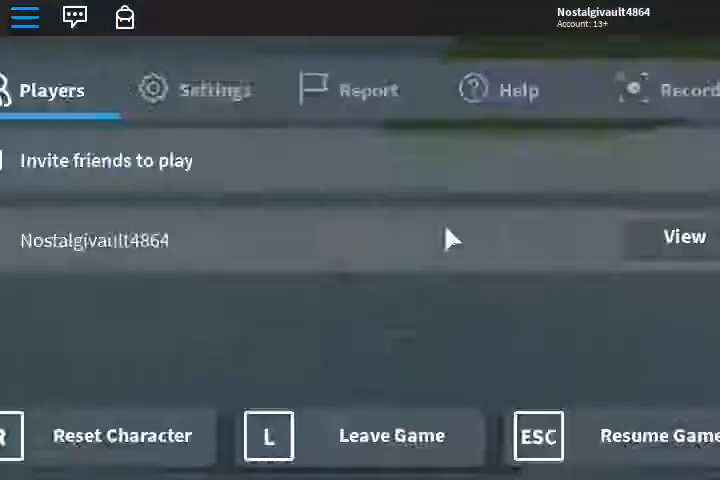 Nostalgivault4864
Account: 13+
Players
Settings
Report
Help
Record
Invite friends to play
Nostalgivault4864
View
R
Reset Character
L
Leave Game
ESC
Resume Game